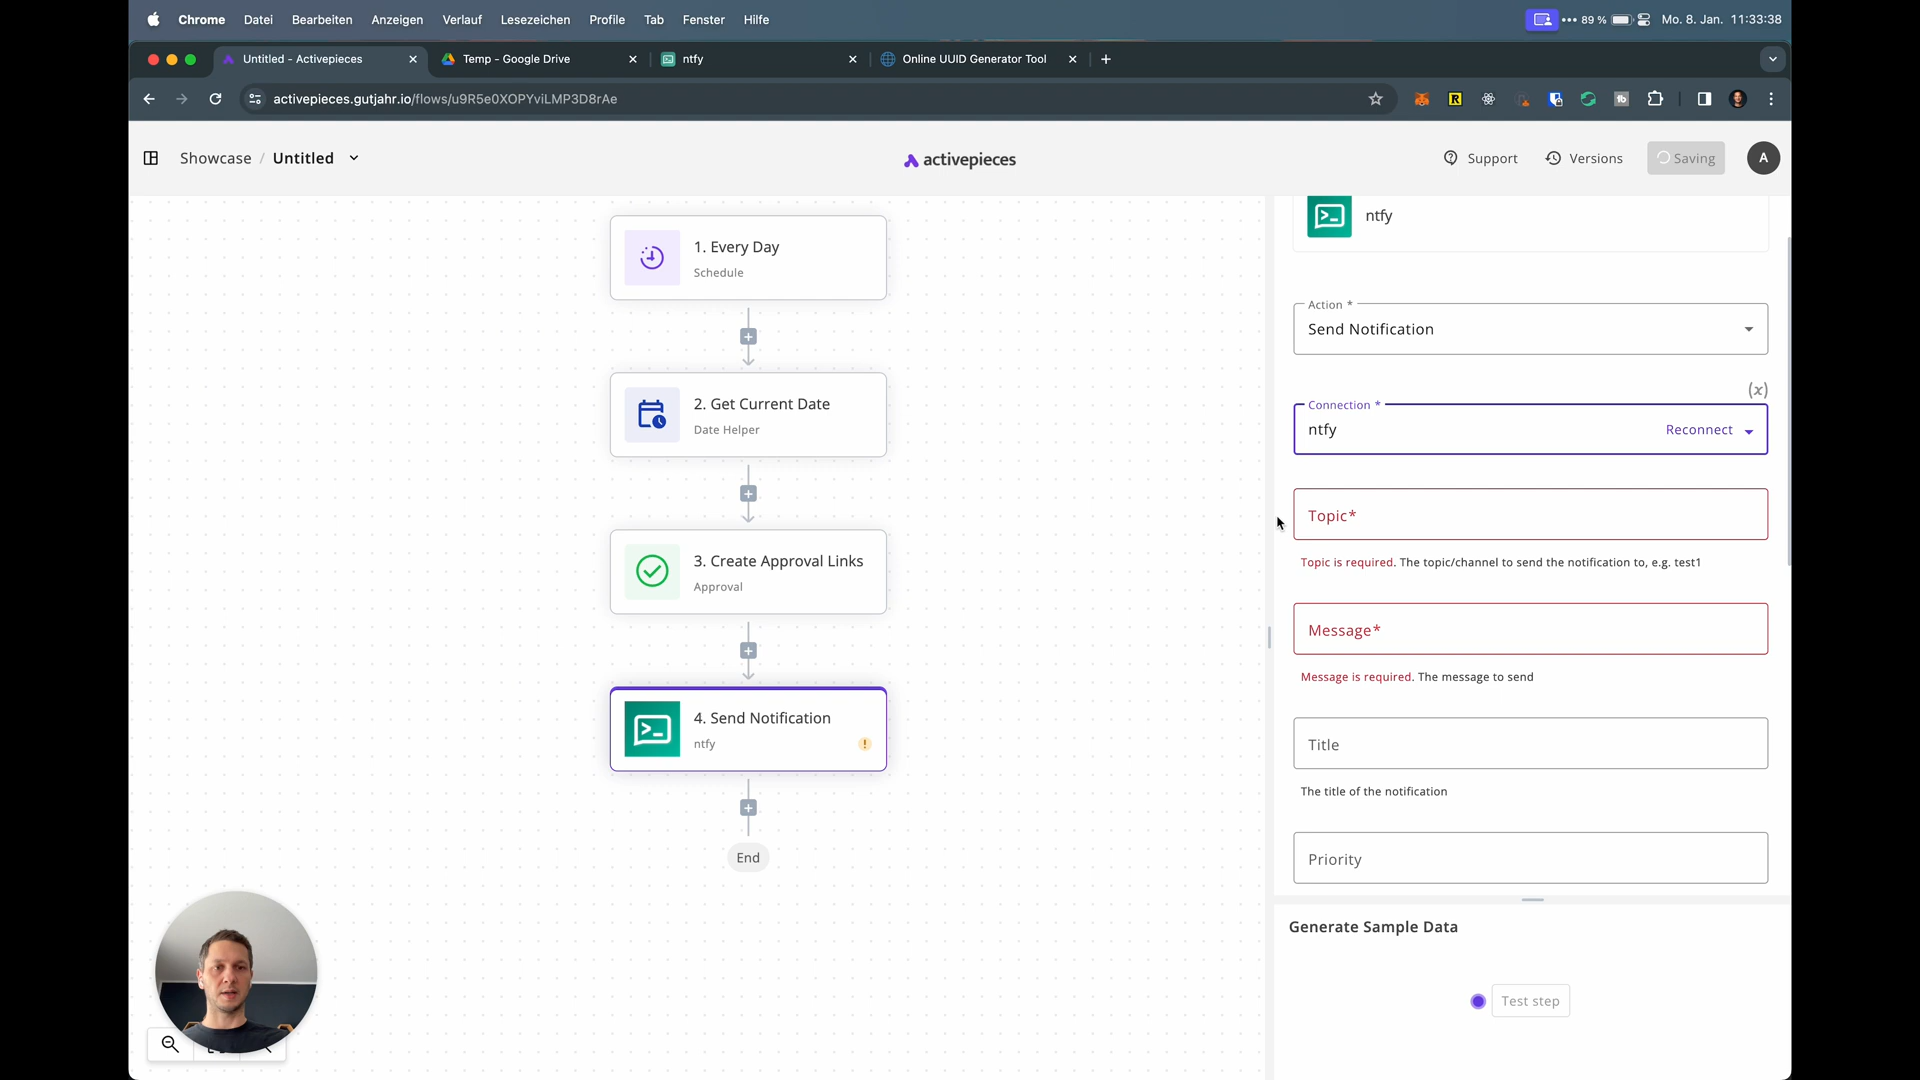 Chrome Datei Bearbeiten Anzeigen Verlauf Lesezeichen Profile Tab Fenster Hilfe 89 % Mo. 8. Jan. 11:33:38
Untitled - Activepieces Temp - Google Drive ntfy Online UUID Generator Tool
activepieces.gutjahr.io/flows/u9R5e0XOPYviLMP3D8rAe
Showcase / Untitled activepieces Support Versions Saving A
ntfy
1. Every Day
Schedule
Action *
Send Notification
(x)
2. Get Current Date
Date Helper
Connection *
ntfy Reconnect
Topic*
Topic is required. The topic/channel to send the notification to, e.g. test1
3. Create Approval Links
Approval
Message*
Message is required. The message to send
4. Send Notification
ntfy !
Title
The title of the notification
End
Priority
Generate Sample Data
Test step